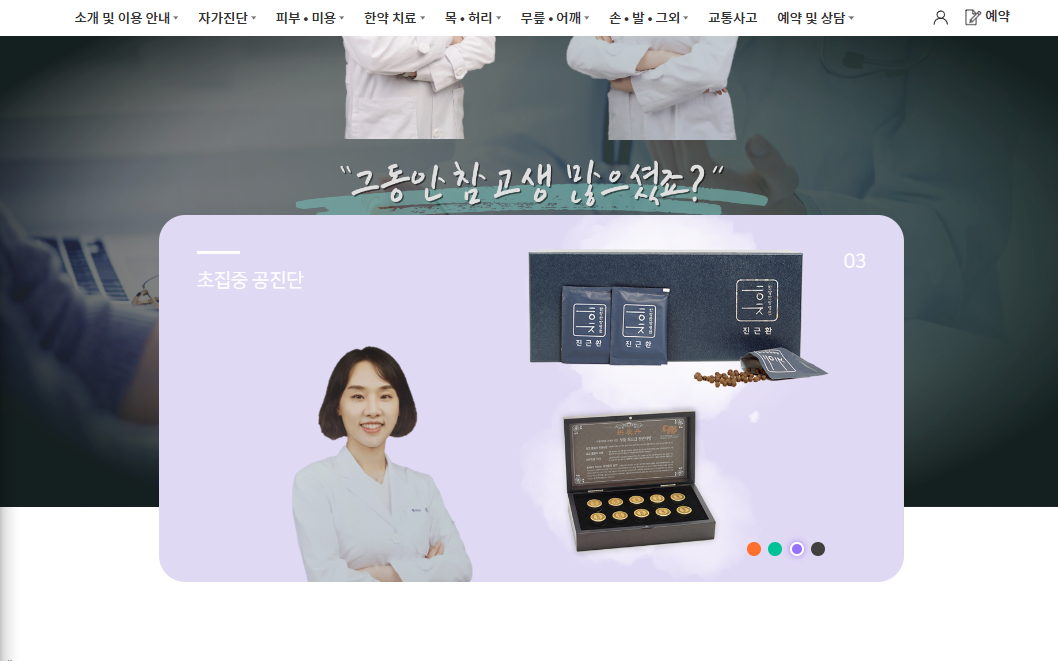 소개 및 이용 안내 자가진단 피부 • 미용 한약 치료 목 • 허리 무릎 • 어깨 손 • 발 • 그외 교통사고 예약 및 상담 예약
"그동안 참 고생 많으셨죠?"
초집중 공진단
03
진근환
진근환
진근환